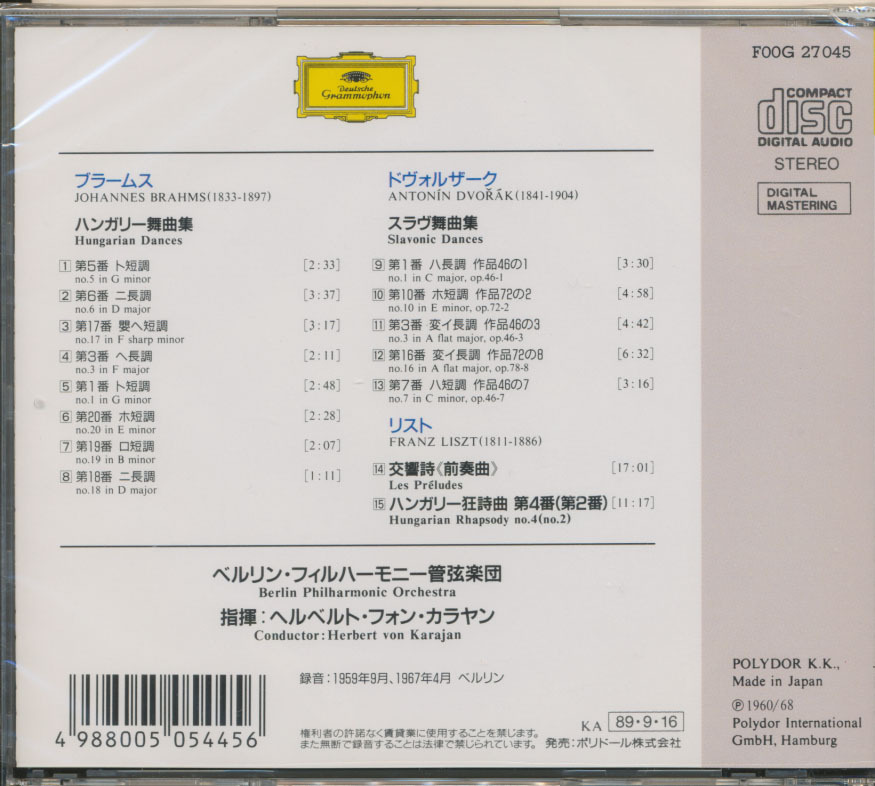 FOOG 27045
Deutsche
Grammophon
COMPACT
disc
DIGITAL AUDIO
STEREO
DIGITAL
MASTERING
ブラームス
JOHANNES BRAHMS(1833-1897)
ハンガリー舞曲集
Hungarian Dances
1 第5番 ト短調 [2:33]
no.5 in G minor
2 第6番 ニ長調 [3:37]
no.6 in D major
3 第17番 嬰ヘ短調 [3:17]
no.17 in F sharp minor
4 第3番 ヘ長調 [2:11]
no.3 in F major
5 第1番 ト短調 [2:48]
no.1 in G minor
6 第20番 ホ短調 [2:28]
no.20 in E minor
7 第19番 ロ短調 [2:07]
no.19 in B minor
8 第18番 ニ長調 [1:11]
no.18 in D major
ドヴォルザーク
ANTONÍN DVOŘÁK(1841-1904)
スラヴ舞曲集
Slavonic Dances
9 第1番 ハ長調 作品46の1 [3:30]
no.1 in C major, op.46-1
10 第10番 ホ短調 作品72の2 [4:58]
no.10 in E minor, op.72-2
11 第3番 変イ長調 作品46の3 [4:42]
no.3 in A flat major, op.46-3
12 第16番 変イ長調 作品72の8 [6:32]
no.16 in A flat major, op.78-8
13 第7番 ハ短調 作品46の7 [3:16]
no.7 in C minor, op.46-7
リスト
FRANZ LISZT(1811-1886)
14 交響詩《前奏曲》 [17:01]
Les Préludes
15 ハンガリー狂詩曲 第4番(第2番) [11:17]
Hungarian Rhapsody no.4(no.2)
ベルリン・フィルハーモニー管弦楽団
Berlin Philharmonic Orchestra
指揮:ヘルベルト・フォン・カラヤン
Conductor:Herbert von Karajan
録音:1959年9月、1967年4月 ベルリン
4 988005 054456
権利者の許諾なく賃貸業に使用することを禁じます。
また無断で録音することは法律で禁じられています。
KA 89・9・16
発売:ポリドール株式会社
POLYDOR K.K.,
Made in Japan
Ⓟ1960/68
Polydor International
GmbH, Hamburg